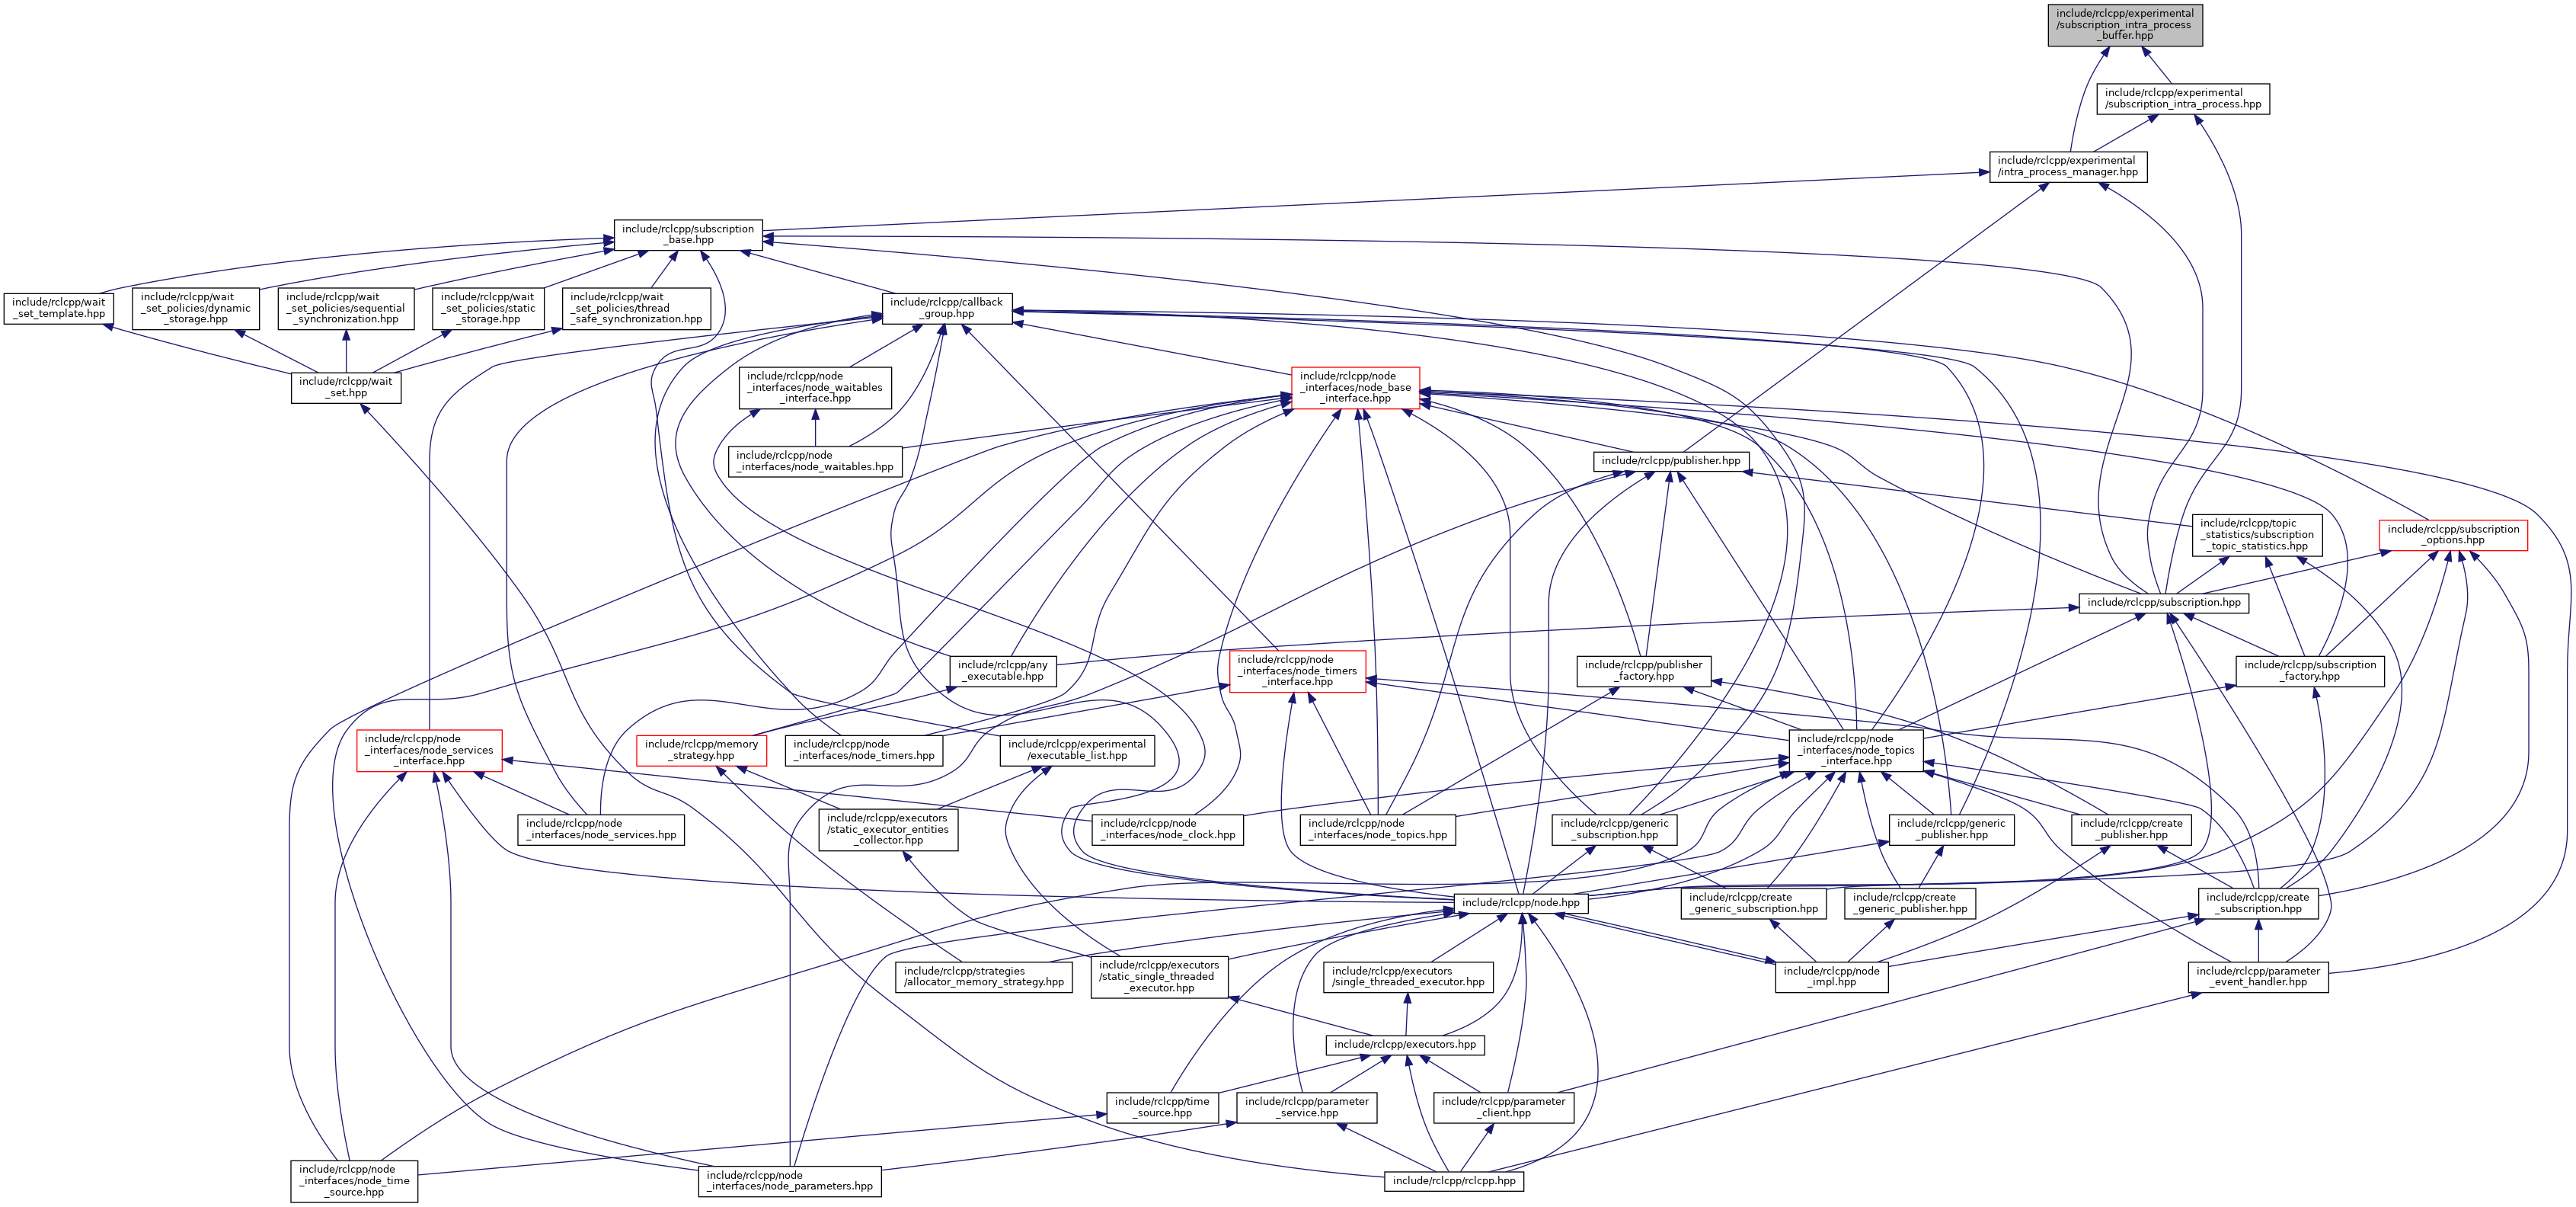 include/rclcpp/experimental
/subscription_intra_process
_buffer.hpp
include/rclcpp/experimental
/subscription_intra_process.hpp
include/rclcpp/experimental
/intra_process_manager.hpp
include/rclcpp/subscription
_base.hpp
include/rclcpp/wait
_set_template.hpp
include/rclcpp/wait
_set_policies/dynamic
_storage.hpp
include/rclcpp/wait
_set_policies/sequential
_synchronization.hpp
include/rclcpp/wait
_set_policies/static
_storage.hpp
include/rclcpp/wait
_set_policies/thread
_safe_synchronization.hpp
include/rclcpp/callback
_group.hpp
include/rclcpp/wait
_set.hpp
include/rclcpp/node
_interfaces/node_waitables
_interface.hpp
include/rclcpp/node
_interfaces/node_base
_interface.hpp
include/rclcpp/node
_interfaces/node_waitables.hpp
include/rclcpp/publisher.hpp
include/rclcpp/topic
_statistics/subscription
_topic_statistics.hpp
include/rclcpp/subscription
_options.hpp
include/rclcpp/subscription.hpp
include/rclcpp/any
_executable.hpp
include/rclcpp/node
_interfaces/node_timers
_interface.hpp
include/rclcpp/publisher
_factory.hpp
include/rclcpp/subscription
_factory.hpp
include/rclcpp/node
_interfaces/node_services
_interface.hpp
include/rclcpp/memory
_strategy.hpp
include/rclcpp/node
_interfaces/node_timers.hpp
include/rclcpp/experimental
/executable_list.hpp
include/rclcpp/node
_interfaces/node_topics
_interface.hpp
include/rclcpp/node
_interfaces/node_services.hpp
include/rclcpp/executors
/static_executor_entities
_collector.hpp
include/rclcpp/node
_interfaces/node_clock.hpp
include/rclcpp/node
_interfaces/node_topics.hpp
include/rclcpp/generic
_subscription.hpp
include/rclcpp/generic
_publisher.hpp
include/rclcpp/create
_publisher.hpp
include/rclcpp/node.hpp
include/rclcpp/create
_generic_subscription.hpp
include/rclcpp/create
_generic_publisher.hpp
include/rclcpp/create
_subscription.hpp
include/rclcpp/strategies
/allocator_memory_strategy.hpp
include/rclcpp/executors
/static_single_threaded
_executor.hpp
include/rclcpp/executors
/single_threaded_executor.hpp
include/rclcpp/node
_impl.hpp
include/rclcpp/parameter
_event_handler.hpp
include/rclcpp/executors.hpp
include/rclcpp/time
_source.hpp
include/rclcpp/parameter
_service.hpp
include/rclcpp/parameter
_client.hpp
include/rclcpp/node
_interfaces/node_time
_source.hpp
include/rclcpp/node
_interfaces/node_parameters.hpp
include/rclcpp/rclcpp.hpp